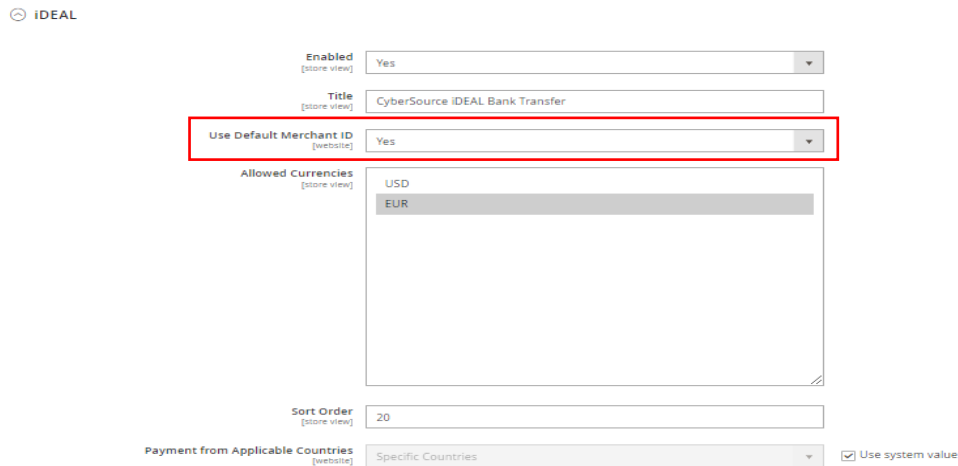 iDEAL
Enabled
[store view]
Yes
Title
[store view]
CyberSource iDEAL Bank Transfer
Use Default Merchant ID
[website]
Yes
Allowed Currencies
[store view]
USD
EUR
Sort Order
[store view]
20
Payment from Applicable Countries
[website]
Specific Countries
Use system value